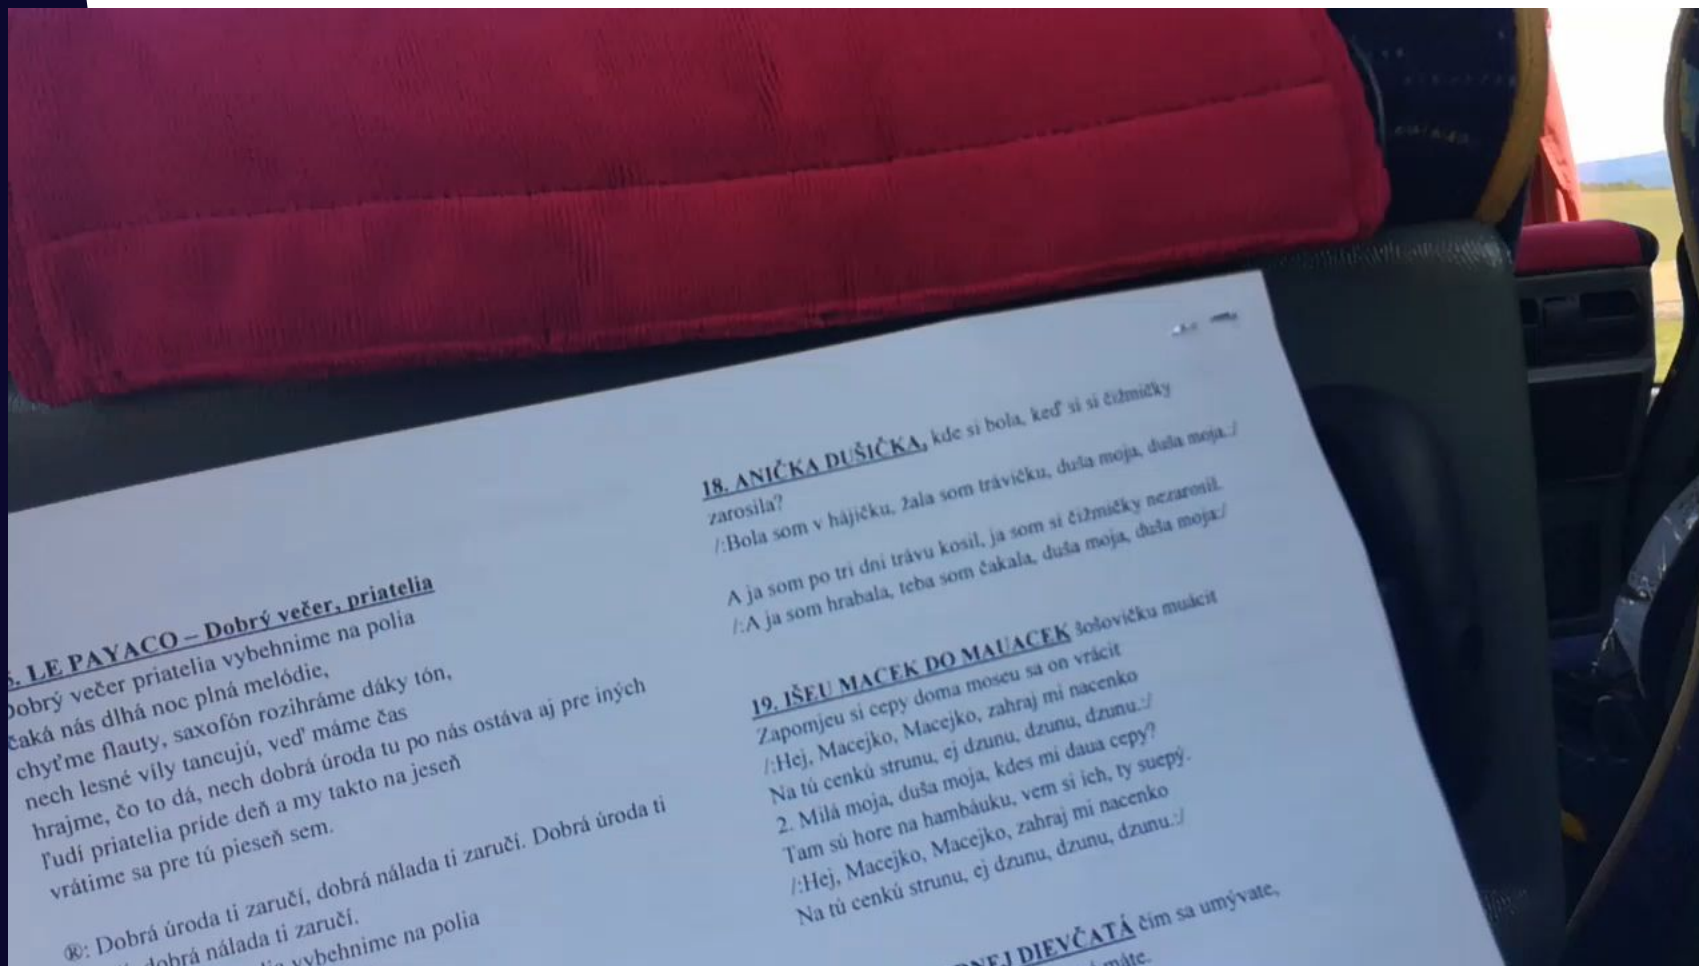 . LE PAYACO – Dobrý večer, priatelia
Dobrý večer priatelia vybehnime na polia
čaká nás dlhá noc plná melódie,
chyťme flauty, saxofón rozihráme dáky tón,
nech lesné víly tancujú, veď máme čas
hrajme, čo to dá, nech dobrá úroda tu po nás ostáva aj pre iných
ľudí priatelia príde deň a my takto na jeseň
vrátime sa pre tú pieseň sem.
®: Dobrá úroda ti zaručí, dobrá nálada ti zaručí. Dobrá úroda ti
dobrá nálada ti zaručí.
vybehnime na polia
18. ANIČKA DUŠIČKA, kde si bola, keď si si čižmičky
zarosila?
/:Bola som v hájičku, žala som trávičku, duša moja, duša moja.:/
A ja som po tri dni trávu kosil, ja som si čižmičky nezarosil.
/:A ja som hrabala, teba som čakala, duša moja, duša moja:/
19. IŠEU MACEK DO MAUACEK šošovičku muácit
Zapomjeu si cepy doma moseu sa on vrácit
/:Hej, Macejko, Macejko, zahraj mi nacenko
Na tú cenkú strunu, ej dzunu, dzunu, dzunu.:/
2. Milá moja, duša moja, kdes mi daua cepy?
Tam sú hore na hambáuku, vem si ich, ty suepý.
/:Hej, Macejko, Macejko, zahraj mi nacenko
Na tú cenkú strunu, ej dzunu, dzunu, dzunu.:/
DIEVČATÁ čím sa umývate,
máte.